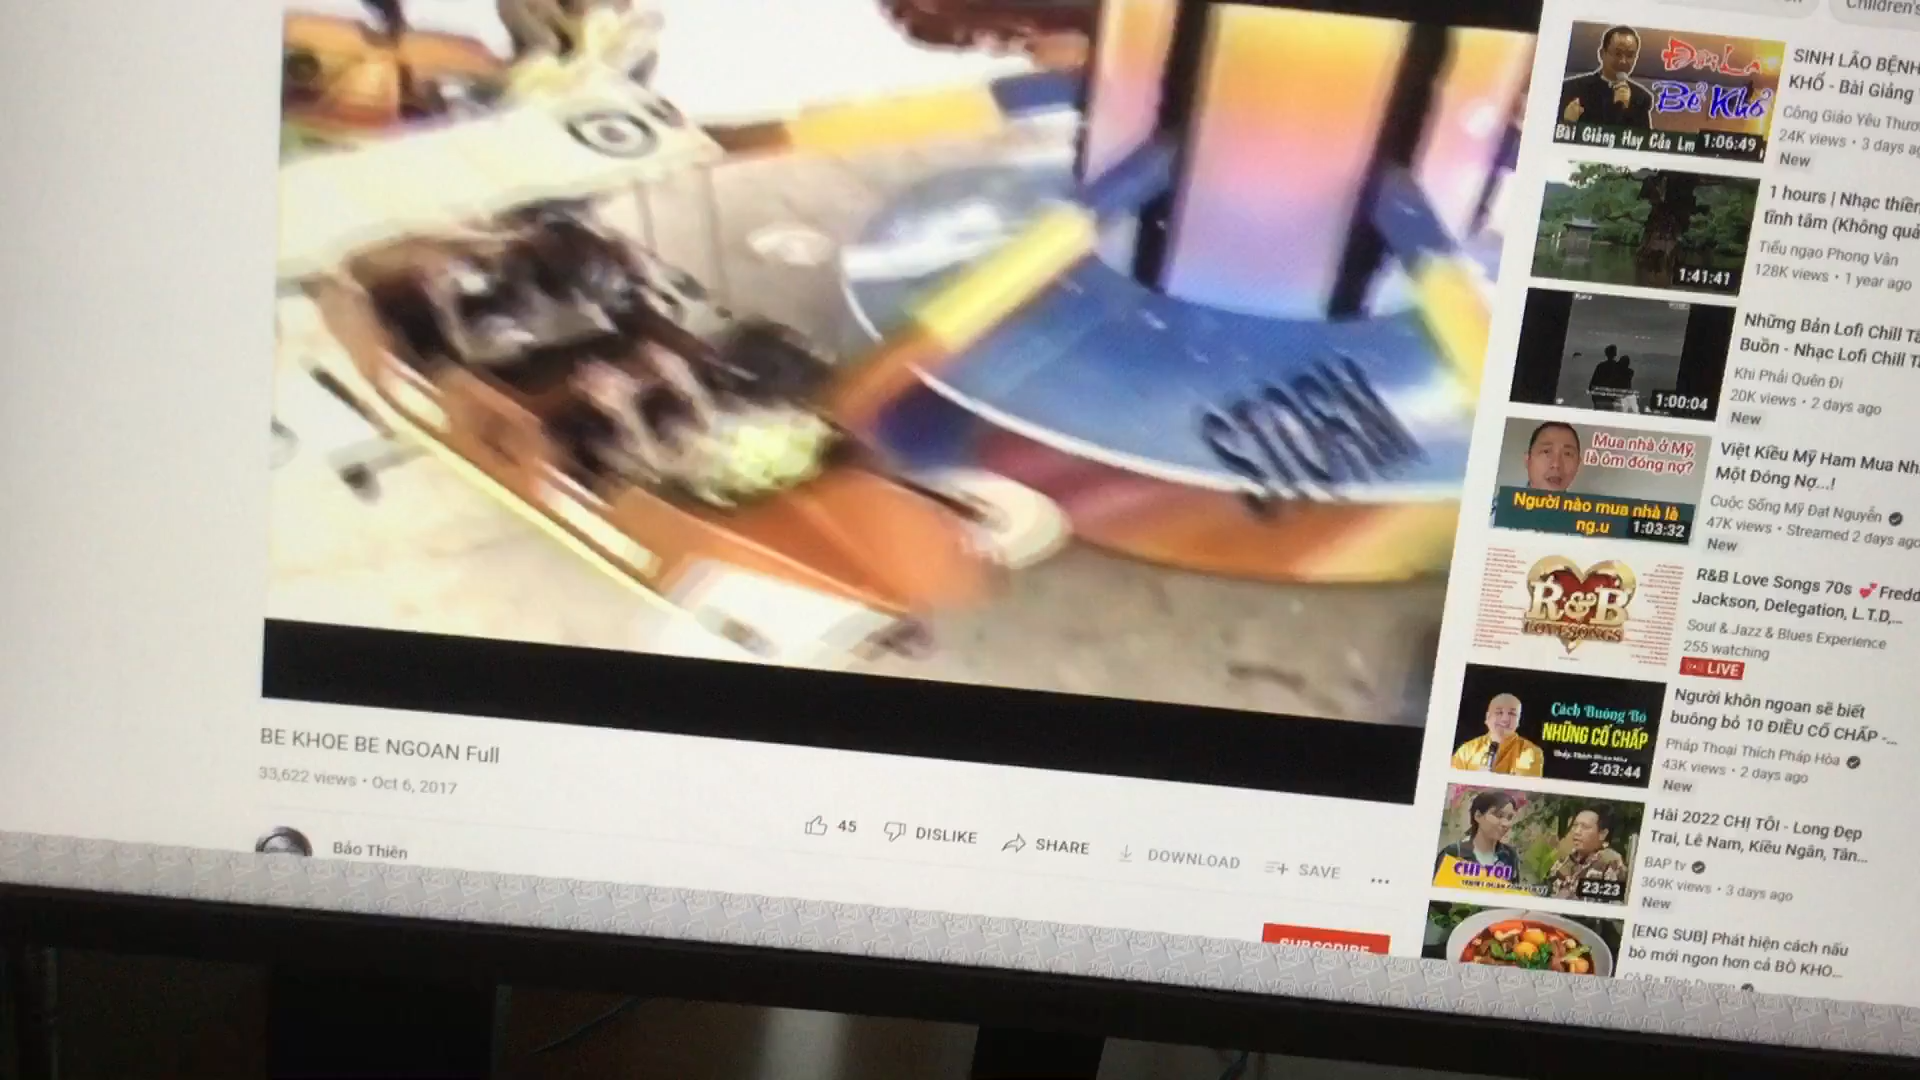 Children's
STORM
BE KHOE BE NGOAN Full
33,622 views • Oct 6, 2017
45
DISLIKE
SHARE
DOWNLOAD
SAVE
Bảo Thiên
SUBSCRIBE
Đời Là
Bể Khổ
Bài Giảng Hay Của Lm
1:06:49
SINH LÃO BỆNH
KHỔ - Bài Giảng
Công Giáo Yêu Thươ
24K views • 3 days ag
New
1:41:41
1 hours | Nhạc thiền
tĩnh tâm (Không quả
Tiếu ngạo Phong Vân
128K views • 1 year ago
1:00:04
Những Bản Lofi Chill T
Buồn - Nhạc Lofi Chill T
Khi Phải Quên Đi
20K views • 2 days ago
New
Mua nhà ở Mỹ,
là ôm đóng nợ?
Người nào mua nhà là
ng.u
1:03:32
Việt Kiều Mỹ Ham Mua Nh
Một Đóng Nợ...!
Cuộc Sống Mỹ Đạt Nguyễn
47K views • Streamed 2 days ago
New
R&B
LOVE SONGS
R&B Love Songs 70s 💕 Fredd
Jackson, Delegation, L.T.D,...
Soul & Jazz & Blues Experience
255 watching
LIVE
Cách Buông Bỏ
NHỮNG CỐ CHẤP
2:03:44
Người khôn ngoan sẽ biết
buông bỏ 10 ĐIỀU CỐ CHẤP -...
Pháp Thoại Thích Pháp Hòa
43K views • 2 days ago
New
CHỊ TÔI
23:23
Hài 2022 CHỊ TÔI - Long Đẹp
Trai, Lê Nam, Kiều Ngân, Tân...
BAP tv
369K views • 3 days ago
New
[ENG SUB] Phát hiện cách nấu
bò mới ngon hơn cả BÒ KHO...